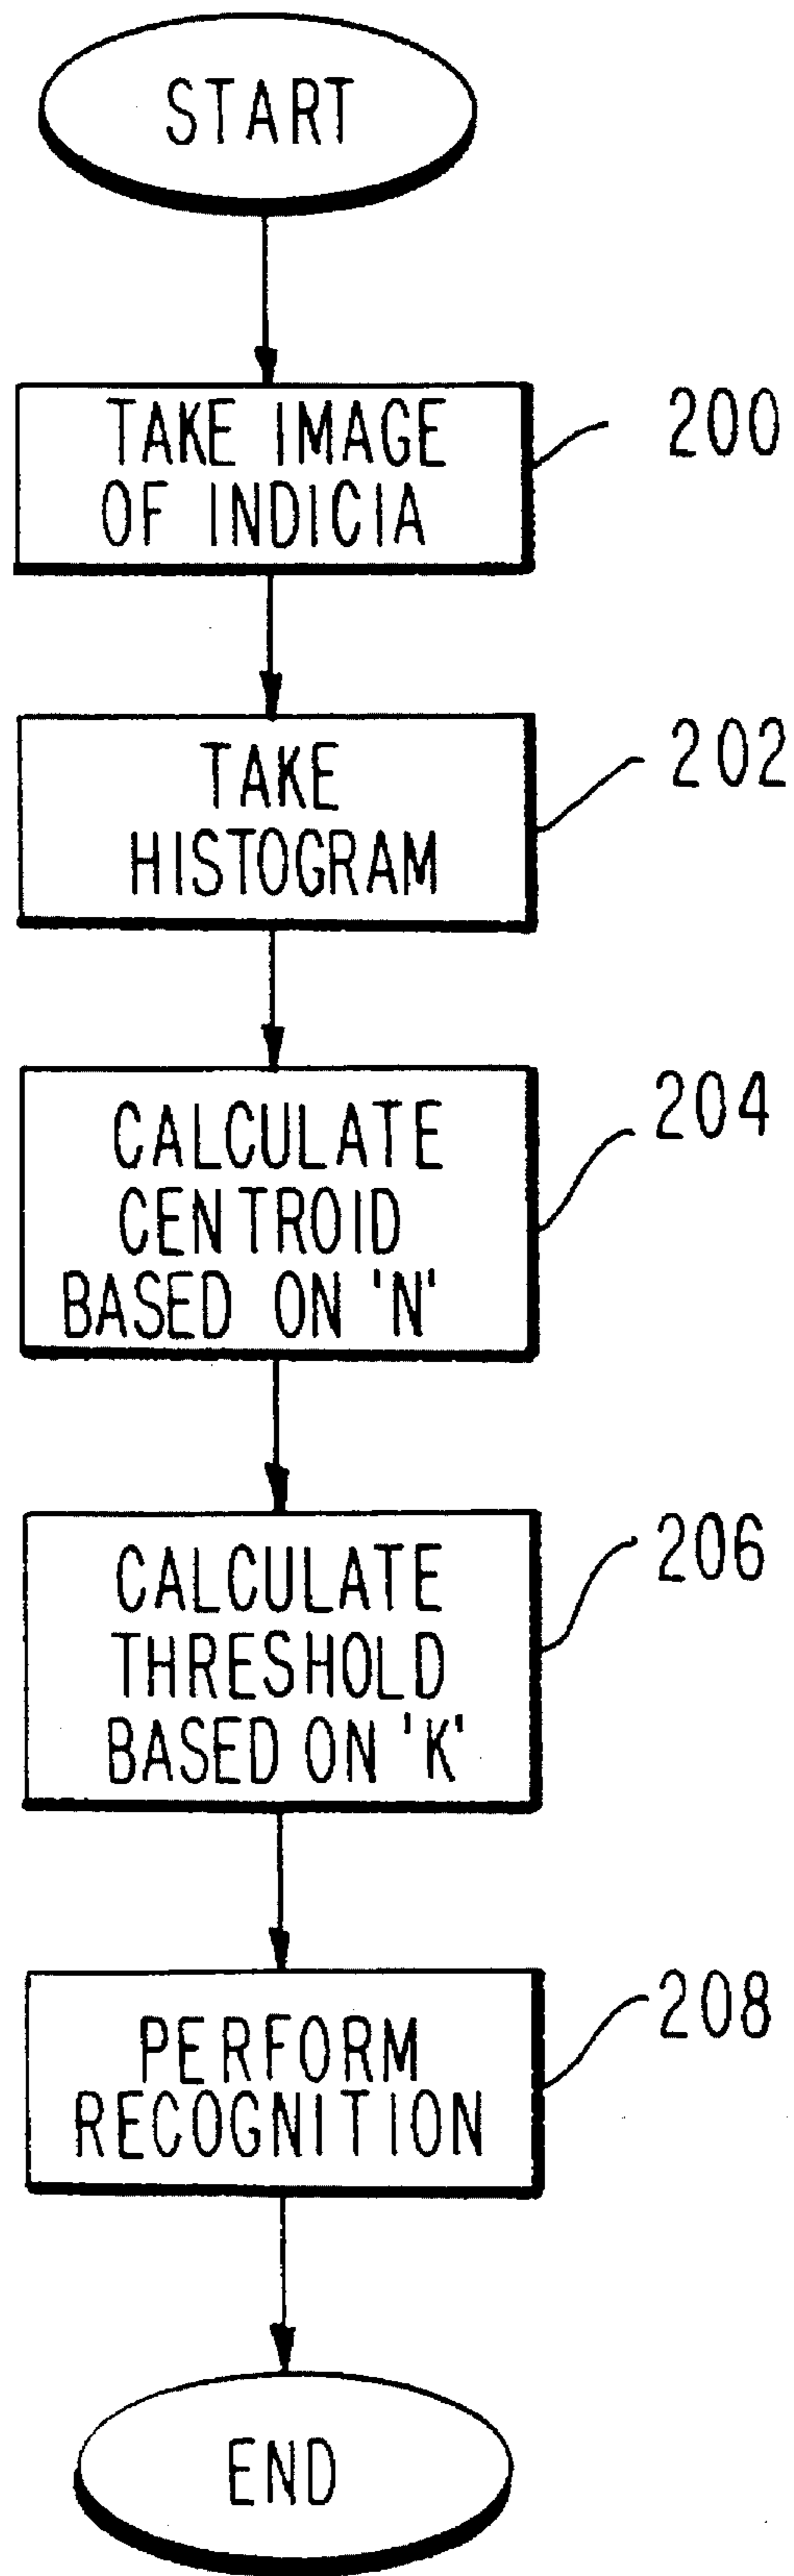 START
TAKE IMAGE
OF INDICIA
200
TAKE
HISTOGRAM
202
CALCULATE
CENTROID
BASED ON 'N'
204
CALCULATE
THRESHOLD
BASED ON 'K'
206
PERFORM
RECOGNITION
208
END